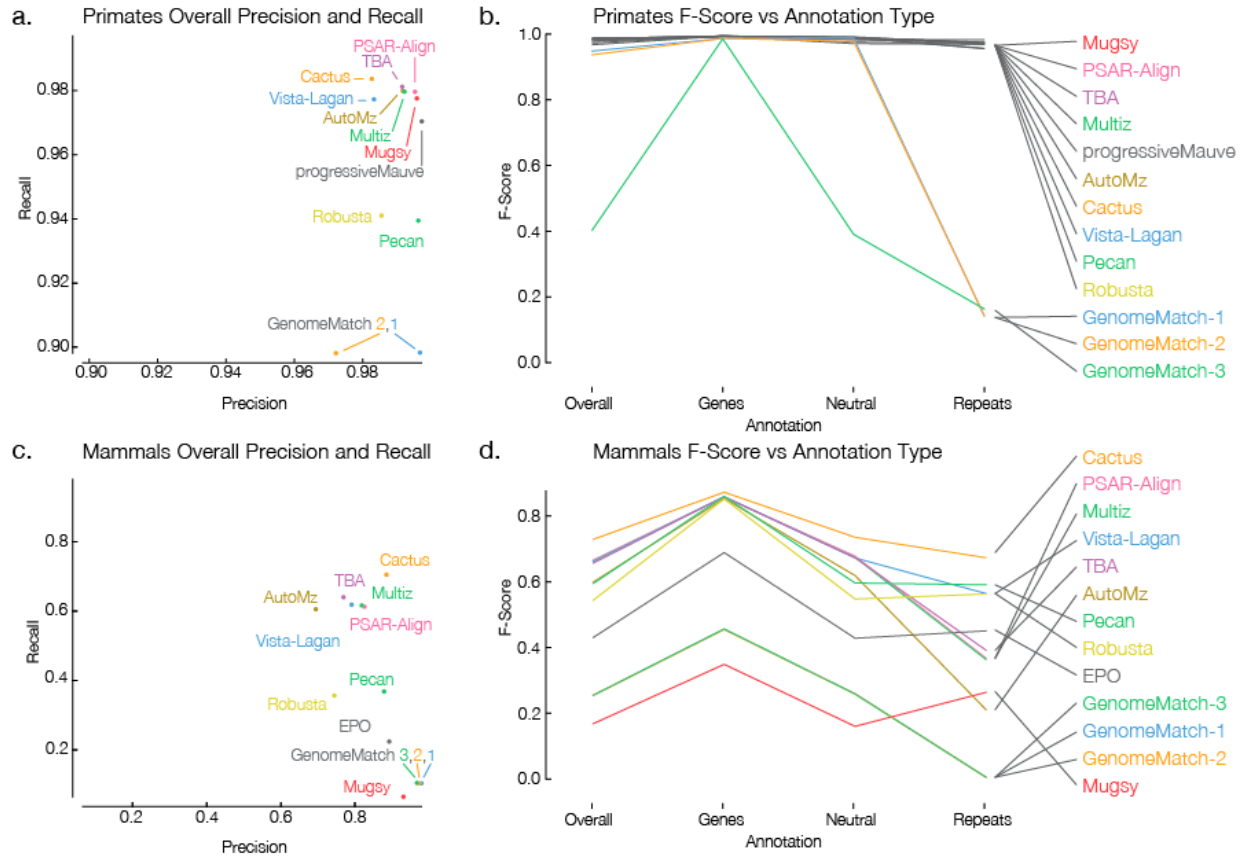 a. Primates Overall Precision and Recall
Recall
0.98
0.96
0.94
0.92
0.90
0.90 0.92 0.94 0.96 0.98
Precision
PSAR-Align
TBA
Cactus
Vista-Lagan
AutoMz
Multiz
Mugsy
progressiveMauve
Robusta
Pecan
GenomeMatch 2,1
b. Primates F-Score vs Annotation Type
F-Score
1.0
0.8
0.6
0.4
0.2
0.0
Overall Genes Neutral Repeats
Annotation
Mugsy
PSAR-Align
TBA
Multiz
progressiveMauve
AutoMz
Cactus
Vista-Lagan
Pecan
Robusta
GenomeMatch-1
GenomeMatch-2
GenomeMatch-3
c. Mammals Overall Precision and Recall
Recall
0.8
0.6
0.4
0.2
0.2 0.4 0.6 0.8
Precision
Cactus
TBA
AutoMz
Multiz
PSAR-Align
Vista-Lagan
Pecan
Robusta
EPO
GenomeMatch 3,2,1
Mugsy
d. Mammals F-Score vs Annotation Type
F-Score
0.8
0.6
0.4
0.2
0.0
Overall Genes Neutral Repeats
Annotation
Cactus
PSAR-Align
Multiz
Vista-Lagan
TBA
AutoMz
Pecan
Robusta
EPO
GenomeMatch-3
GenomeMatch-1
GenomeMatch-2
Mugsy